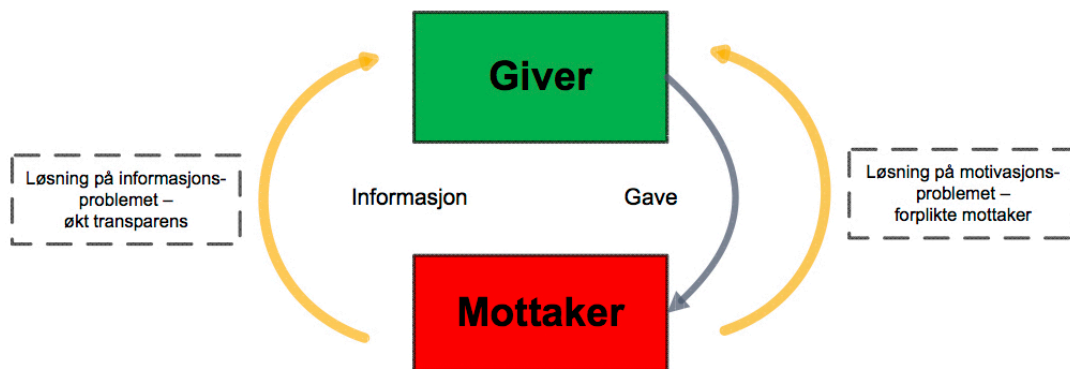 Giver
Løsning på informasjons-
problemet –
økt transparens
Informasjon
Gave
Løsning på motivasjons-
problemet –
forplikte mottaker
Mottaker